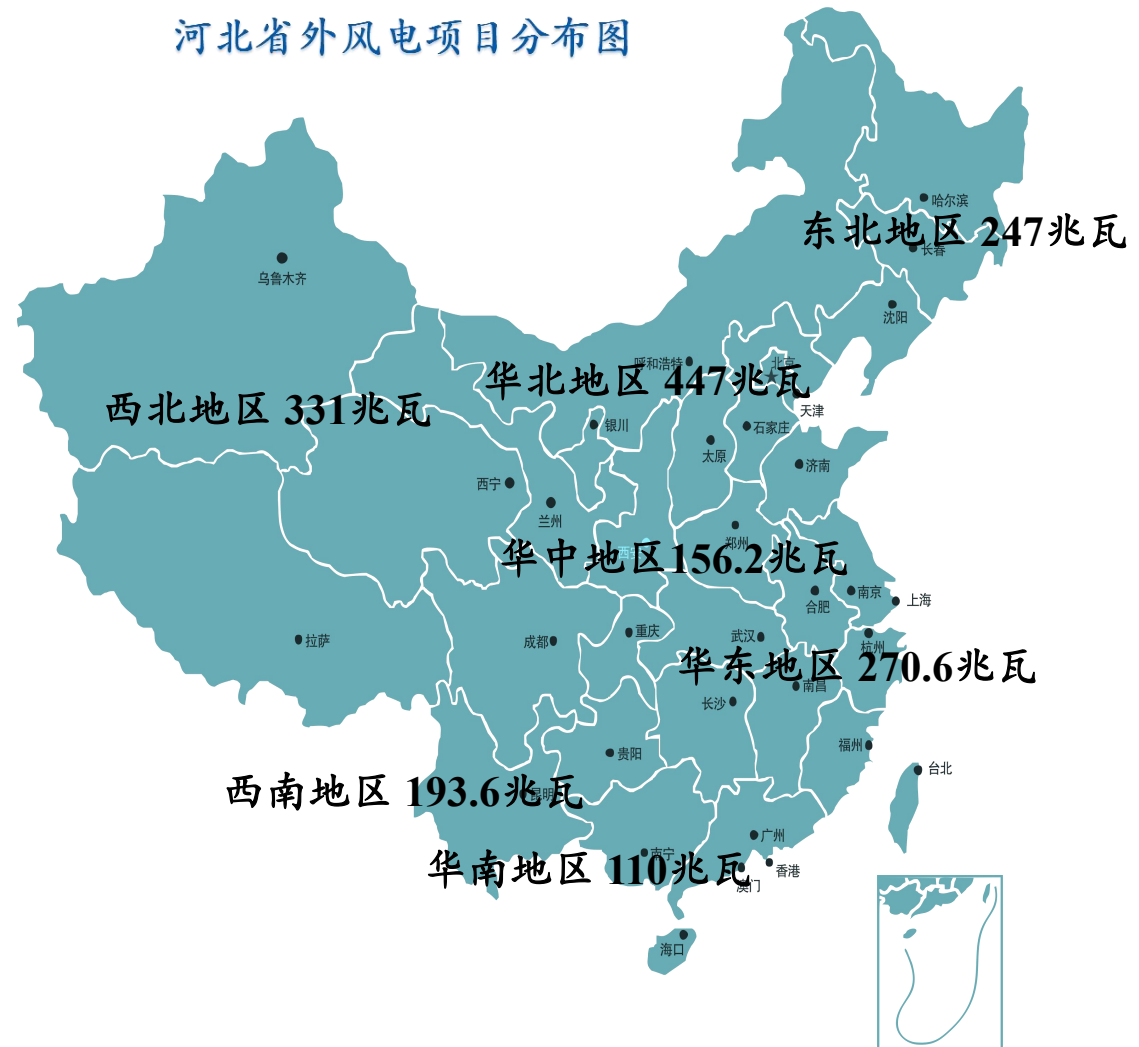 河北省外风电项目分布图
哈尔滨
东北地区 247兆瓦
长春
乌鲁木齐
沈阳
呼和浩特
北京
华北地区 447兆瓦
西北地区 331兆瓦
天津
银川
石家庄
太原
济南
西宁
兰州
郑州
西安
华中地区156.2兆瓦
南京
合肥
上海
拉萨
成都
重庆
武汉
杭州
华东地区 270.6兆瓦
南昌
长沙
福州
贵阳
台北
西南地区 193.6兆瓦
昆明
广州
南宁
华南地区 110兆瓦
香港
澳门
海口